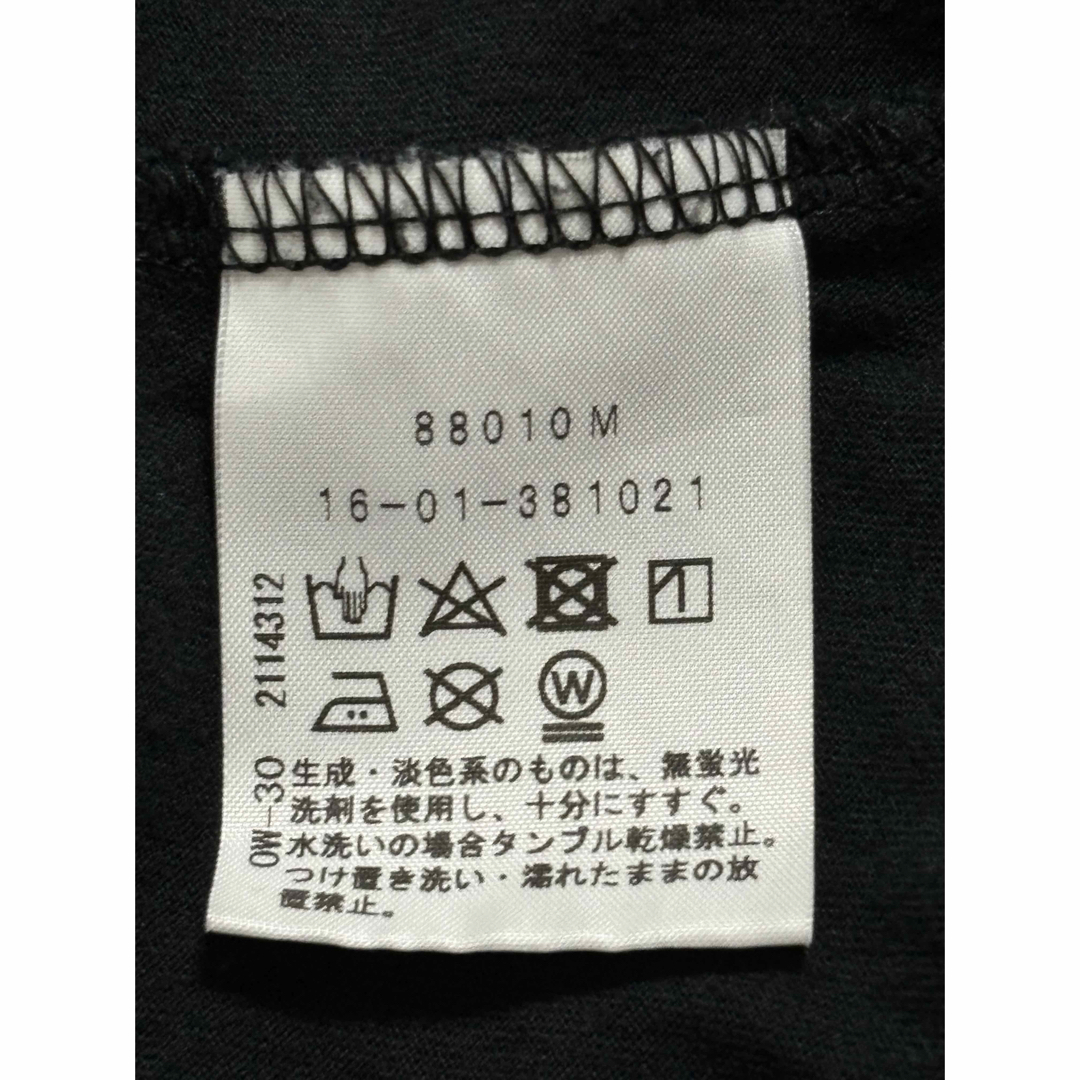 88010M
16-01-381021
2114312
W
0W-30
生成・淡色系のものは、無蛍光
洗剤を使用し、十分にすすぐ。
水洗いの場合タンブル乾燥禁止。
つけ置き洗い・濡れたままの放
置禁止。